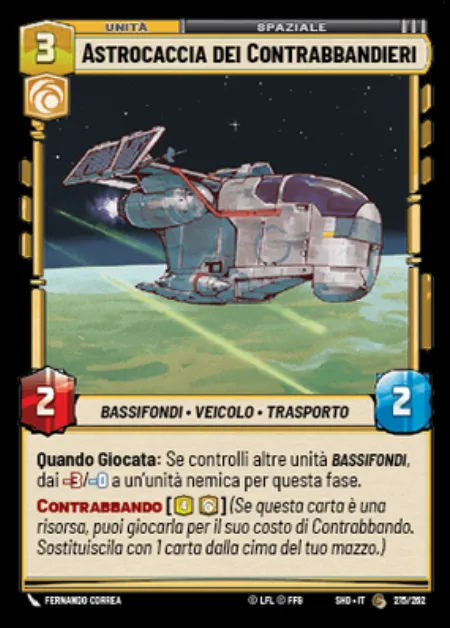 UNITÀ SPAZIALE
3 ASTROCACCIA DEI CONTRABBANDIERI
2 BASSIFONDI • VEICOLO • TRASPORTO 2
Quando Giocata: Se controlli altre unità BASSIFONDI,
dai -3/-0 a un'unità nemica per questa fase.
CONTRABBANDO [4] (Se questa carta è una
risorsa, puoi giocarla per il suo costo di Contrabbando.
Sostituiscila con 1 carta dalla cima del tuo mazzo.)
FERNANDO CORREA © LFL © FFG SHD • IT C 215/262